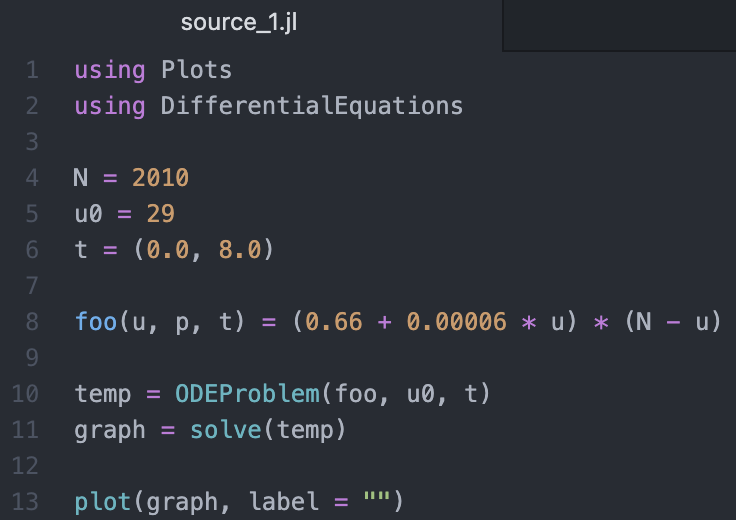 source_1.jl
1 using Plots
2 using DifferentialEquations
3
4 N = 2010
5 u0 = 29
6 t = (0.0, 8.0)
7
8 foo(u, p, t) = (0.66 + 0.00006 * u) * (N - u)
9
10 temp = ODEProblem(foo, u0, t)
11 graph = solve(temp)
12
13 plot(graph, label = "")